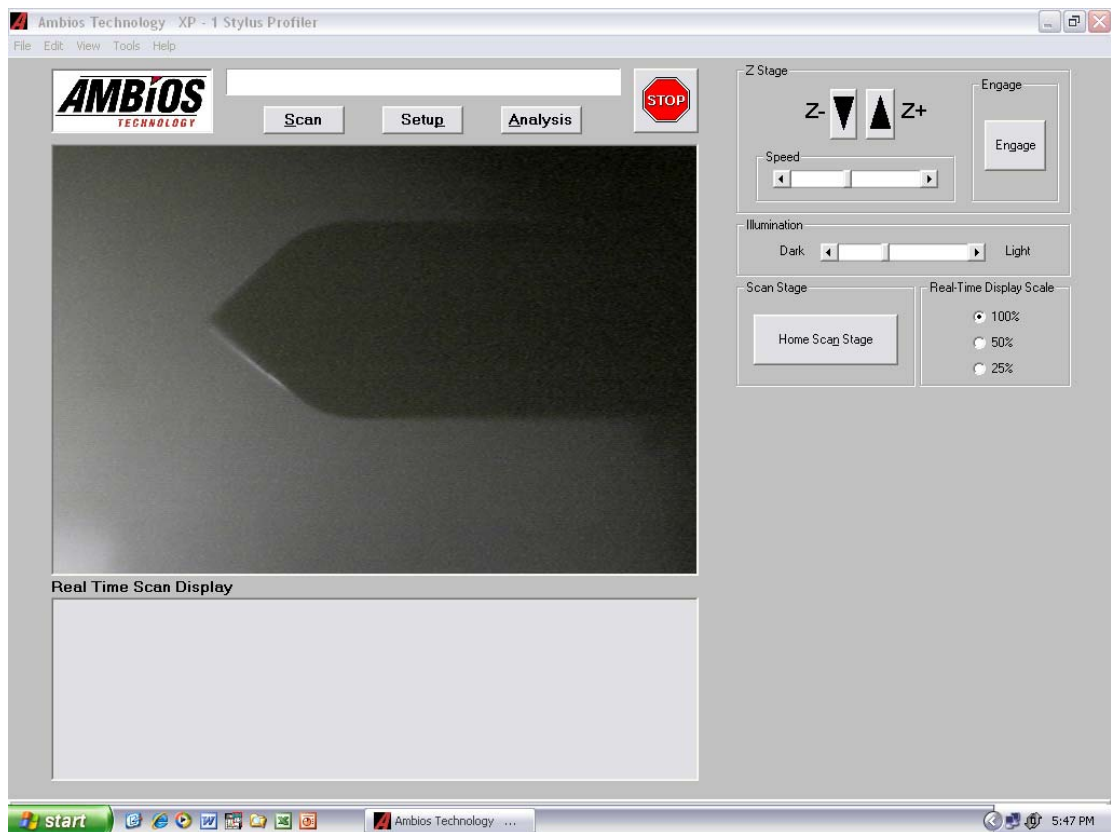 Ambios Technology XP - 1 Stylus Profiler
File Edit View Tools Help
AMBiOS
TECHNOLOGY
Scan Setup Analysis
STOP
Z Stage
Z- Z+
Speed
Engage
Engage
Illumination
Dark Light
Scan Stage
Home Scan Stage
Real-Time Display Scale
100%
50%
25%
Real Time Scan Display
start
Ambios Technology ...
5:47 PM